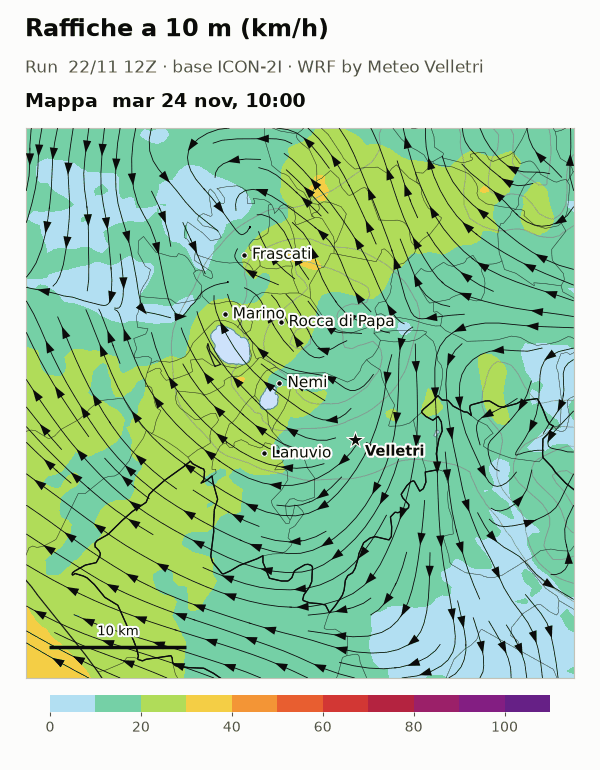 Raffiche a 10 m (km/h)
Run  22/11 12Z · base ICON-2I · WRF by Meteo Velletri
Mappa  mar 24 nov, 10:00
Frascati
Marino
Rocca di Papa
Nemi
Velletri
Lanuvio
10 km
0 20 40 60 80 100